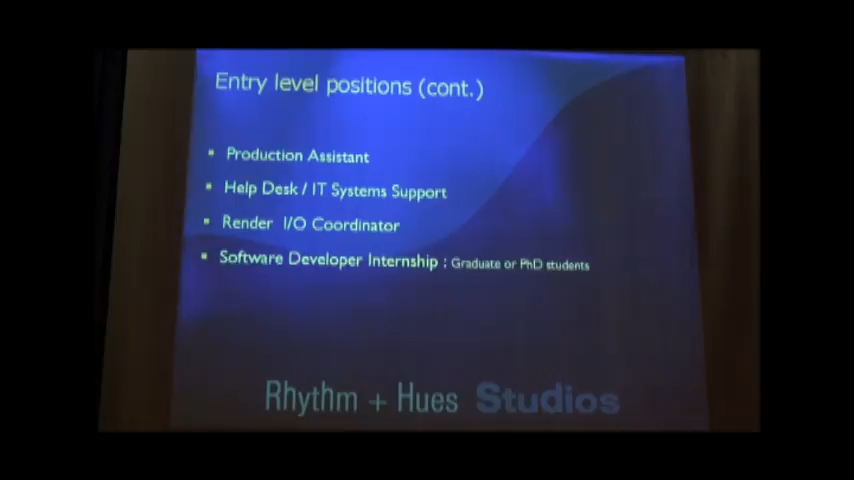 Entry level positions (cont.)
Production Assistant
Help Desk / IT Systems Support
Render I/O Coordinator
Software Developer Internship : Graduate or PhD students
Rhythm + Hues Studios